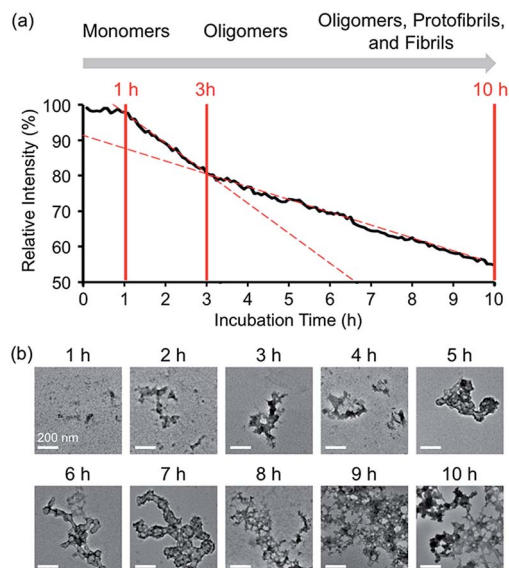 (a)
Monomers
Oligomers
Oligomers, Protofibrils,
and Fibrils
1 h
3h
10 h
100
90
80
70
60
50
Relative Intensity (%)
0 1 2 3 4 5 6 7 8 9 10
Incubation Time (h)
(b)
1 h 2 h 3 h 4 h 5 h
200 nm
6 h 7 h 8 h 9 h 10 h